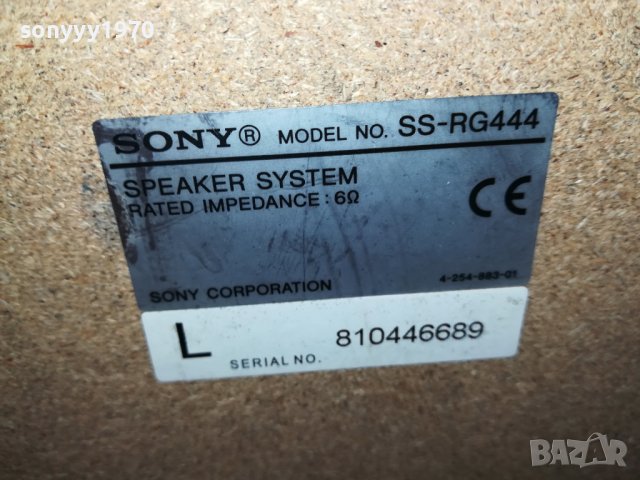 sonyyy1970
SONY® MODEL NO. SS-RG444
SPEAKER SYSTEM
RATED IMPEDANCE : 6Ω
CE
4-254-883-01
SONY CORPORATION
L
SERIAL NO. 810446689
BAZAR